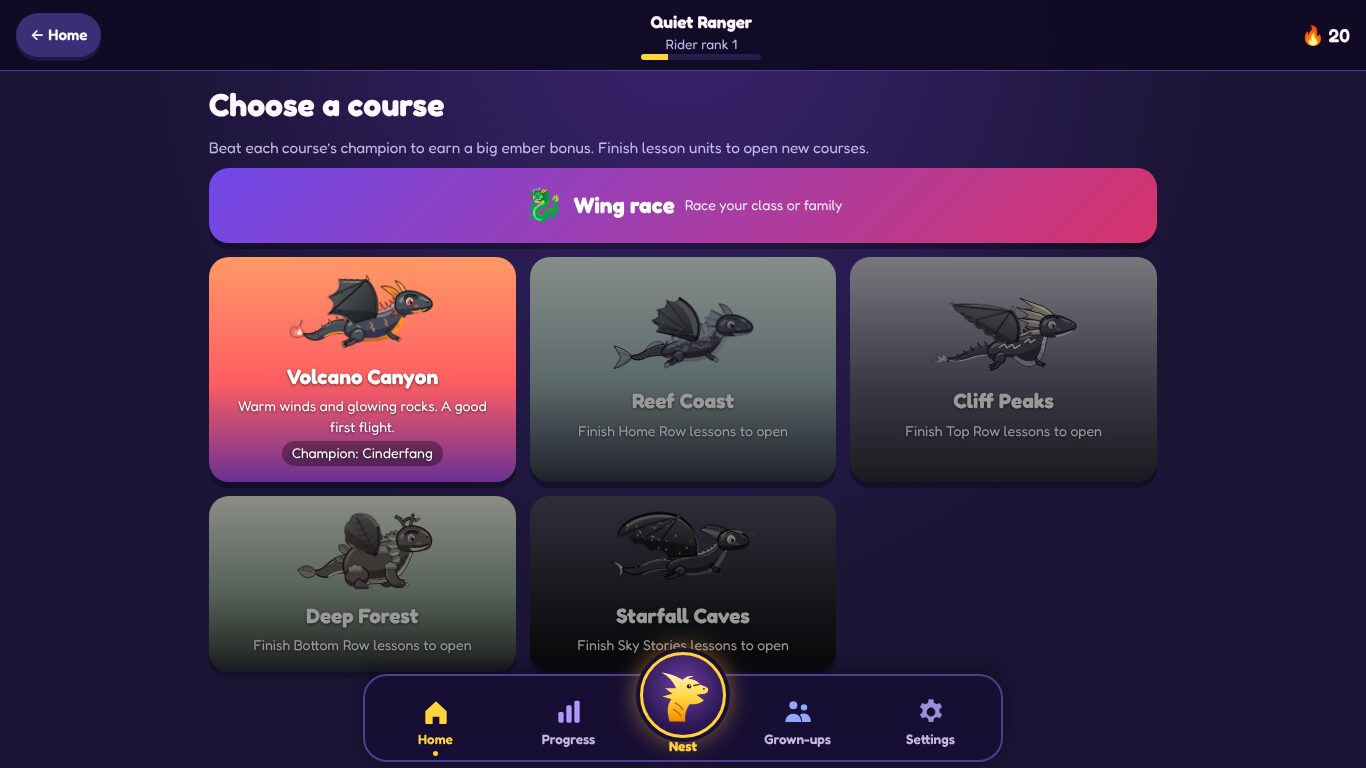 ← Home
Quiet Ranger
Rider rank 1
20
Choose a course
Beat each course's champion to earn a big ember bonus. Finish lesson units to open new courses.
Wing race Race your class or family
Volcano Canyon
Warm winds and glowing rocks. A good
first flight.
Champion: Cinderfang
Reef Coast
Finish Home Row lessons to open
Cliff Peaks
Finish Top Row lessons to open
Deep Forest
Finish Bottom Row lessons to open
Starfall Caves
Finish Sky Stories lessons to open
Home
Progress
Nest
Grown-ups
Settings